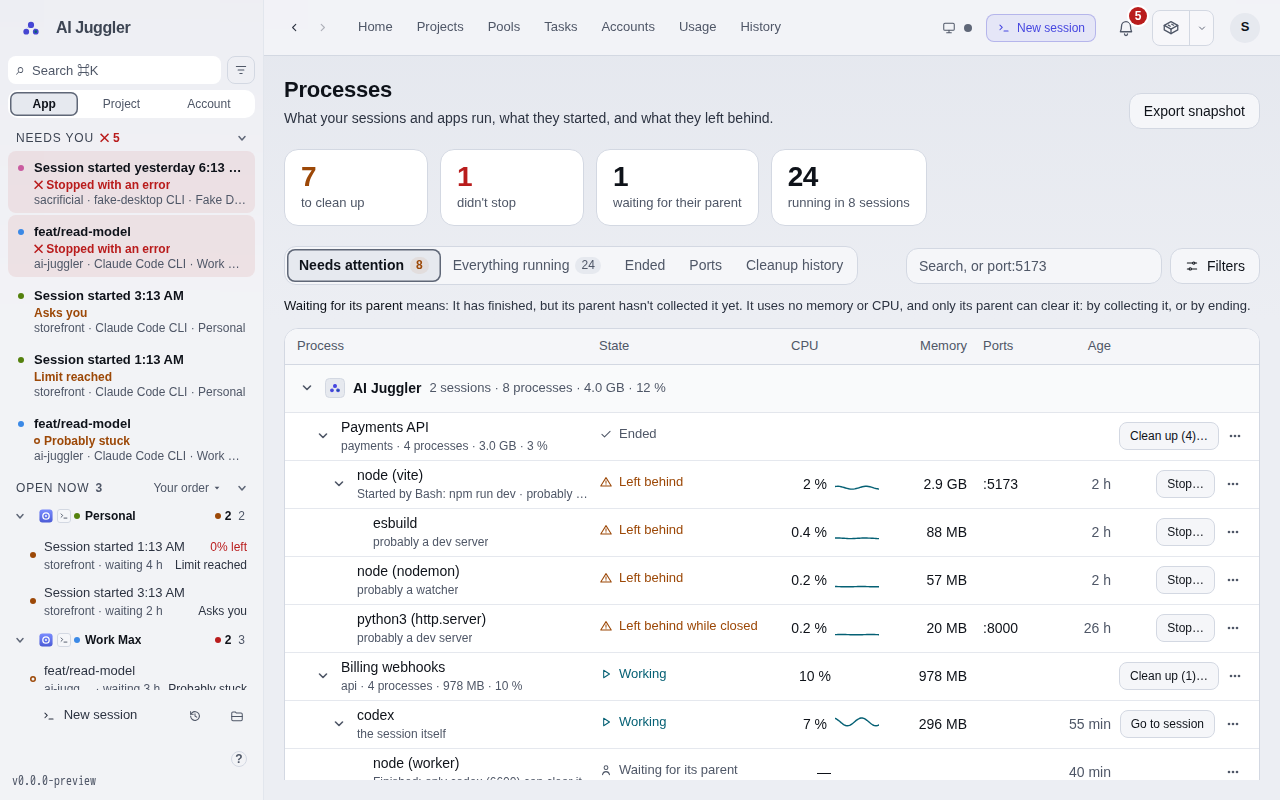 AI Juggler
Search ⌘K
App Project Account
NEEDS YOU 5
Session started yesterday 6:13 …
Stopped with an error
sacrificial · fake-desktop CLI · Fake D…
feat/read-model
Stopped with an error
ai-juggler · Claude Code CLI · Work …
Session started 3:13 AM
Asks you
storefront · Claude Code CLI · Personal
Session started 1:13 AM
Limit reached
storefront · Claude Code CLI · Personal
feat/read-model
Probably stuck
ai-juggler · Claude Code CLI · Work …
OPEN NOW 3 Your order
Personal 2 2
Session started 1:13 AM 0% left
storefront · waiting 4 h Limit reached
Session started 3:13 AM
storefront · waiting 2 h Asks you
Work Max 2 3
feat/read-model
ai-jugg… · waiting 3 h Probably stuck
New session
?
v0.0.0-preview
Home Projects Pools Tasks Accounts Usage History
New session
5
S
Processes
What your sessions and apps run, what they started, and what they left behind.
Export snapshot
7
to clean up
1
didn't stop
1
waiting for their parent
24
running in 8 sessions
Needs attention 8 Everything running 24 Ended Ports Cleanup history
Search, or port:5173
Filters
Waiting for its parent means: It has finished, but its parent hasn't collected it yet. It uses no memory or CPU, and only its parent can clear it: by collecting it, or by ending.
Process State CPU Memory Ports Age
AI Juggler 2 sessions · 8 processes · 4.0 GB · 12 %
Payments API Ended Clean up (4)…
payments · 4 processes · 3.0 GB · 3 %
node (vite) Left behind 2 % 2.9 GB :5173 2 h Stop…
Started by Bash: npm run dev · probably …
esbuild Left behind 0.4 % 88 MB 2 h Stop…
probably a dev server
node (nodemon) Left behind 0.2 % 57 MB 2 h Stop…
probably a watcher
python3 (http.server) Left behind while closed 0.2 % 20 MB :8000 26 h Stop…
probably a dev server
Billing webhooks Working 10 % 978 MB Clean up (1)…
api · 4 processes · 978 MB · 10 %
codex Working 7 % 296 MB 55 min Go to session
the session itself
node (worker) Waiting for its parent — 40 min
Finished: only codex (6600) can clear it